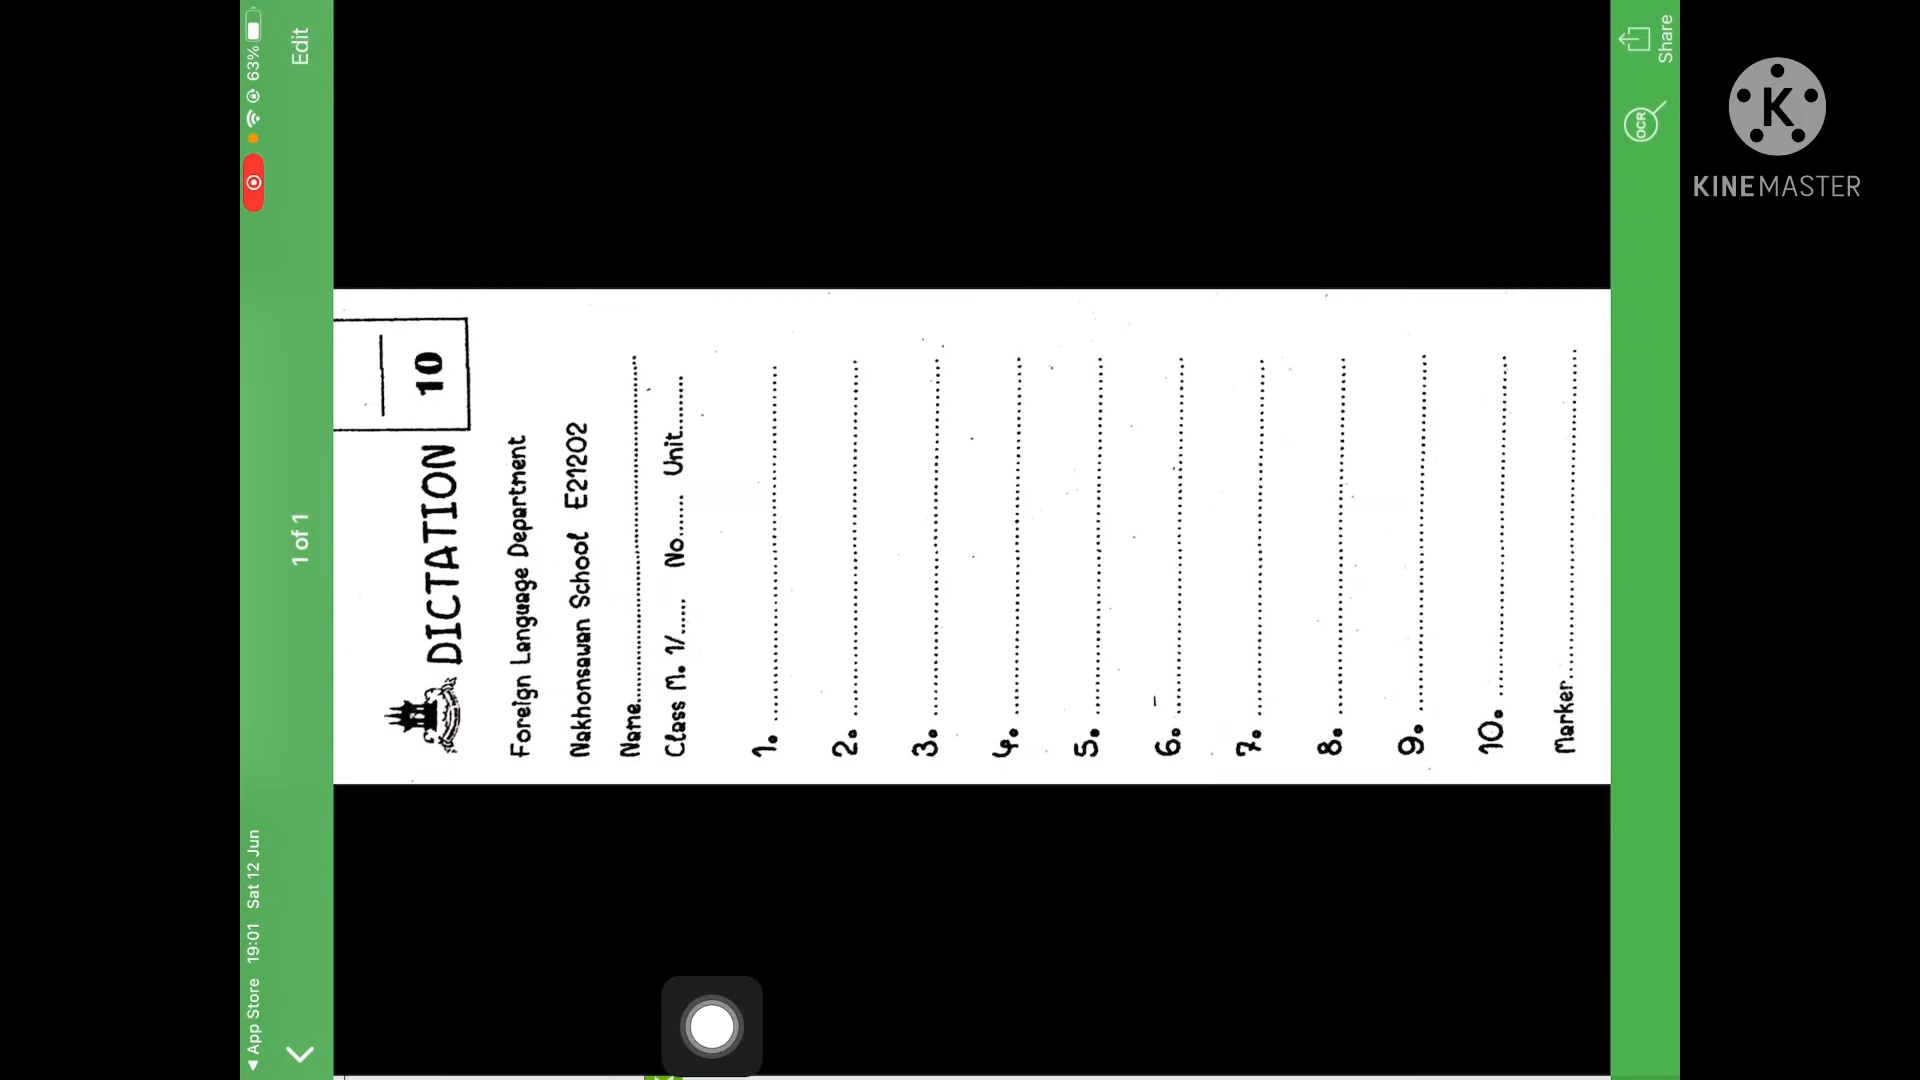 App Store 19:01 Sat 12 Jun
63%
1 of 1
Edit
DICTATION
10
Foreign Language Department
Nakhonsawan School E21202
Name..........
Class M. 1/...... No....... Unit..........
1. ..........
2. ..........
3. ..........
4. ..........
5. ..........
6. ..........
7. ..........
8. ..........
9. ..........
10. ..........
Marker..........
OCR
Share
K
KINEMASTER